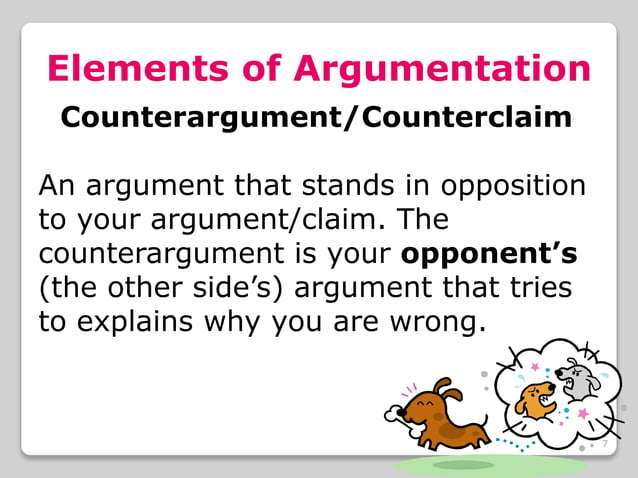 Elements of Argumentation
Counterargument/Counterclaim
An argument that stands in opposition
to your argument/claim. The
counterargument is your opponent’s
(the other side’s) argument that tries
to explains why you are wrong.
7